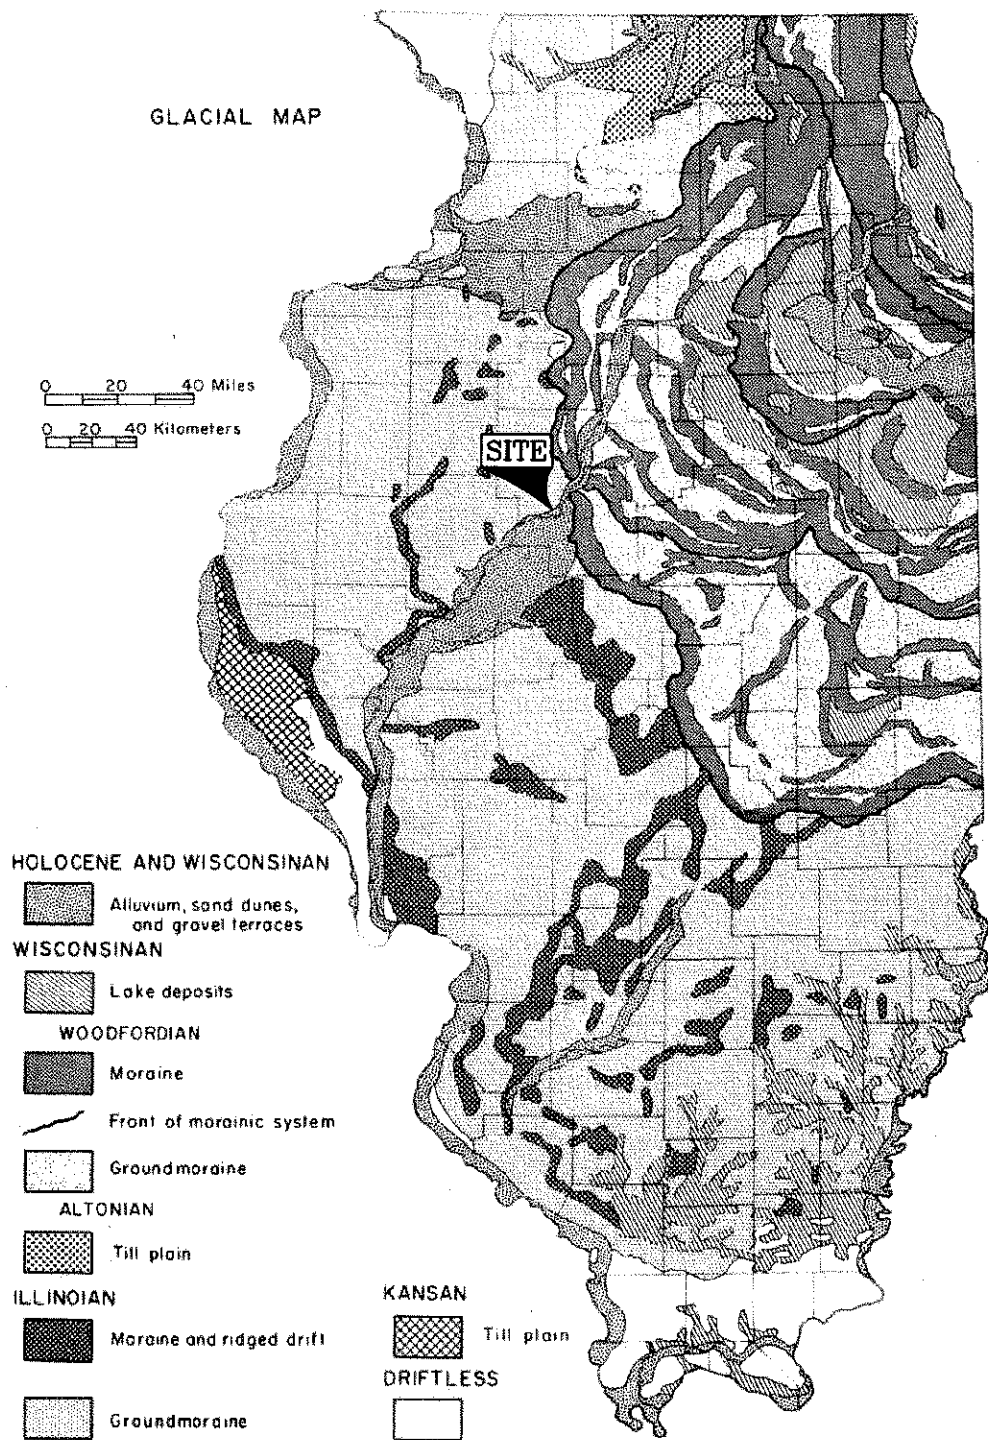 GLACIAL MAP
0 20 40 Miles
0 20 40 Kilometers
SITE
HOLOCENE AND WISCONSINAN
Alluvium, sand dunes,
and gravel terraces
WISCONSINAN
Lake deposits
WOODFORDIAN
Moraine
Front of morainic system
Groundmoraine
ALTONIAN
Till plain
ILLINOIAN
Moraine and ridged drift
Groundmoraine
KANSAN
Till plain
DRIFTLESS